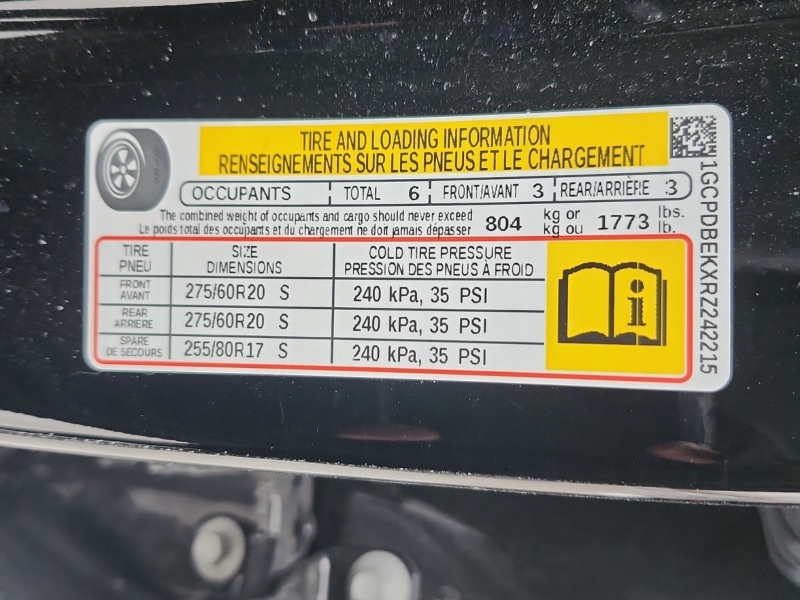 TIRE AND LOADING INFORMATION
RENSEIGNEMENTS SUR LES PNEUS ET LE CHARGEMENT
OCCUPANTS TOTAL 6 FRONT/AVANT 3 REAR/ARRIÈRE 3
The combined weight of occupants and cargo should never exceed 804 kg or 1773 lbs.
Le poids total des occupants et du chargement ne doit jamais dépasser kg ou lb.
TIRE SIZE COLD TIRE PRESSURE
PNEU DIMENSIONS PRESSION DES PNEUS À FROID
FRONT
AVANT 275/60R20 S 240 kPa, 35 PSI
REAR
ARRIÈRE 275/60R20 S 240 kPa, 35 PSI
SPARE
DE SECOURS 255/80R17 S 240 kPa, 35 PSI
i
1GCPDBEKXRZ242215